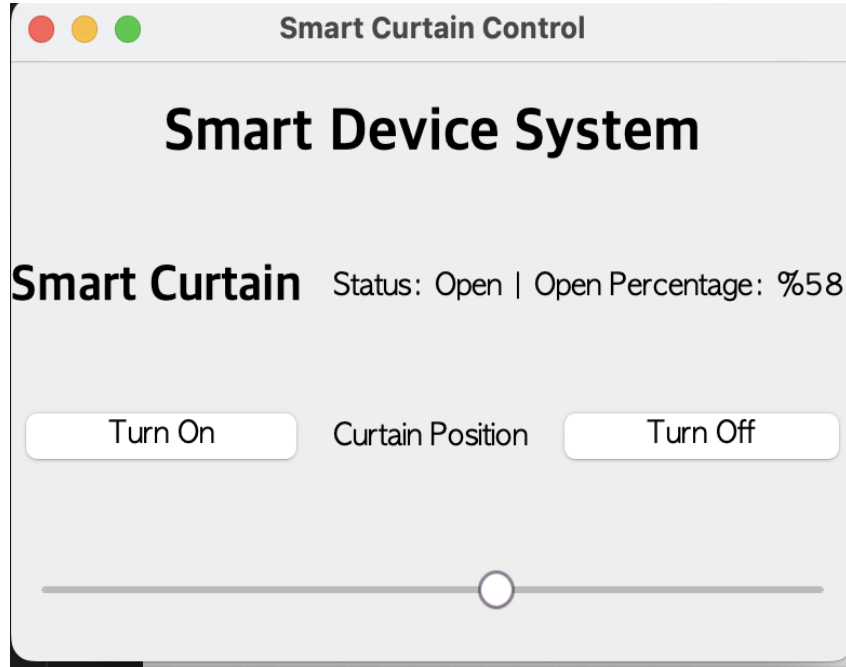 Smart Curtain Control
Smart Device System
Smart Curtain Status: Open | Open Percentage: %58
Turn On Curtain Position Turn Off